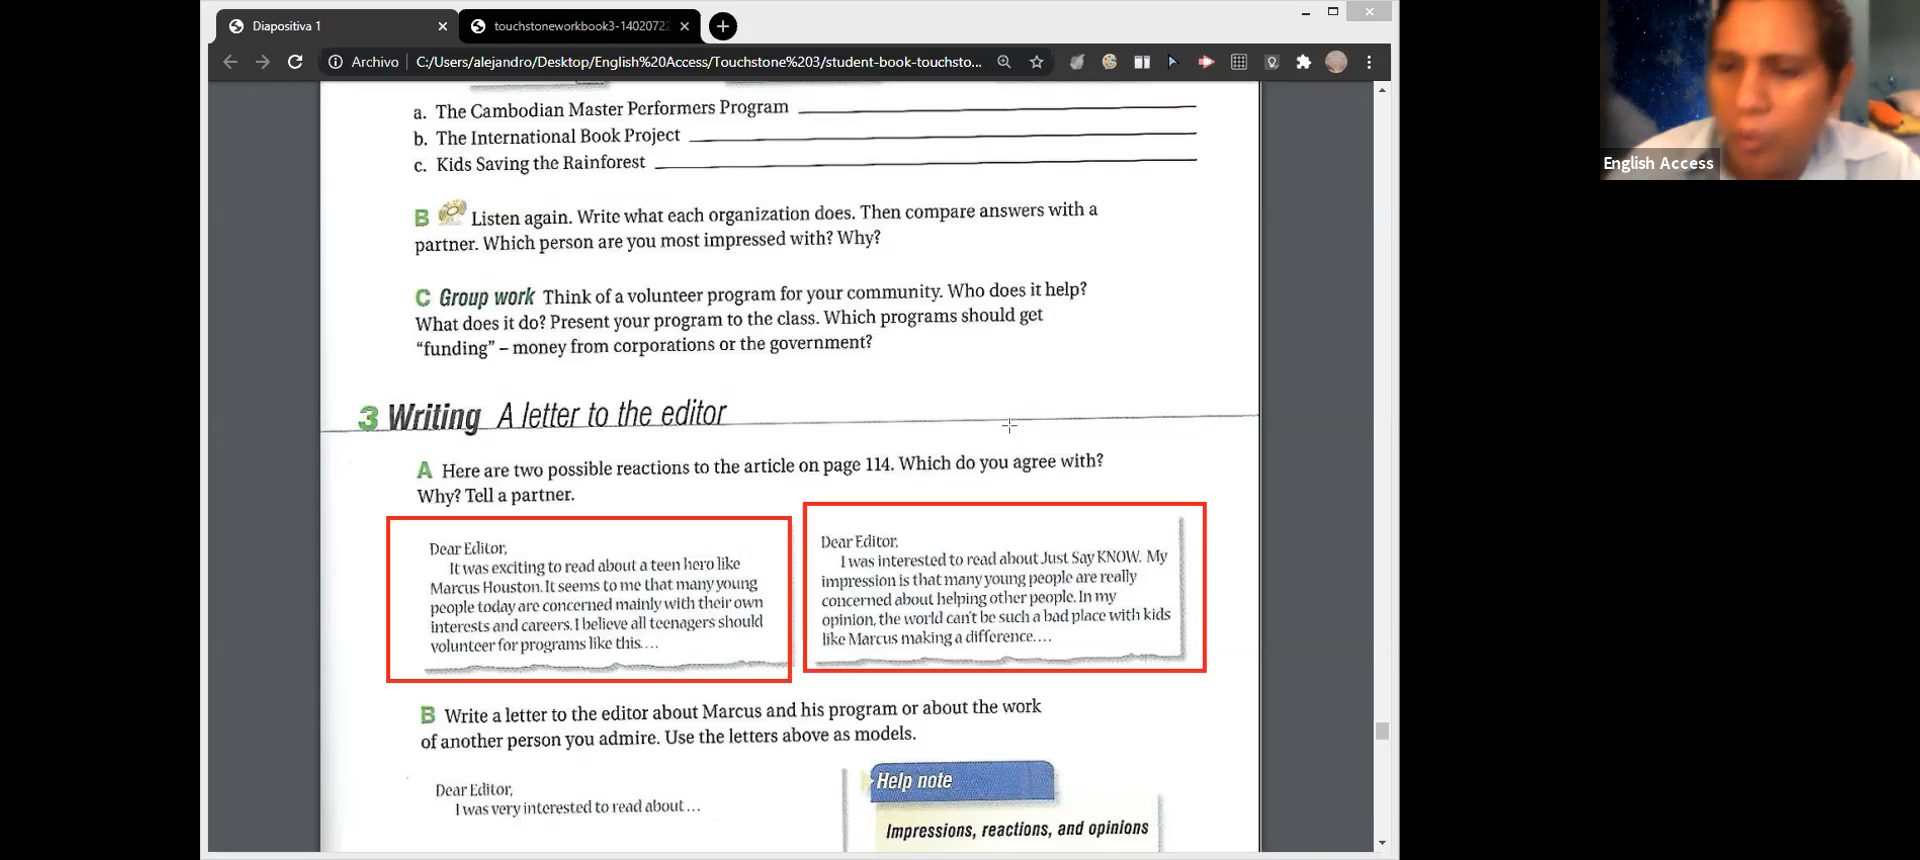 Diapositiva 1
touchstoneworkbook3-1402072
Archivo
C:/Users/alejandro/Desktop/English%20Access/Touchstone%203/student-book-touchsto...
English Access
a. The Cambodian Master Performers Program
b. The International Book Project
c. Kids Saving the Rainforest
B Listen again. Write what each organization does. Then compare answers with a
partner. Which person are you most impressed with? Why?
C Group work Think of a volunteer program for your community. Who does it help?
What does it do? Present your program to the class. Which programs should get
“funding” – money from corporations or the government?
3 Writing A letter to the editor
A Here are two possible reactions to the article on page 114. Which do you agree with?
Why? Tell a partner.
Dear Editor,
It was exciting to read about a teen hero like
Marcus Houston. It seems to me that many young
people today are concerned mainly with their own
interests and careers. I believe all teenagers should
volunteer for programs like this....
Dear Editor,
I was interested to read about Just Say KNOW. My
impression is that many young people are really
concerned about helping other people. In my
opinion, the world can't be such a bad place with kids
like Marcus making a difference....
B Write a letter to the editor about Marcus and his program or about the work
of another person you admire. Use the letters above as models.
Dear Editor,
I was very interested to read about ...
Help note
Impressions, reactions, and opinions